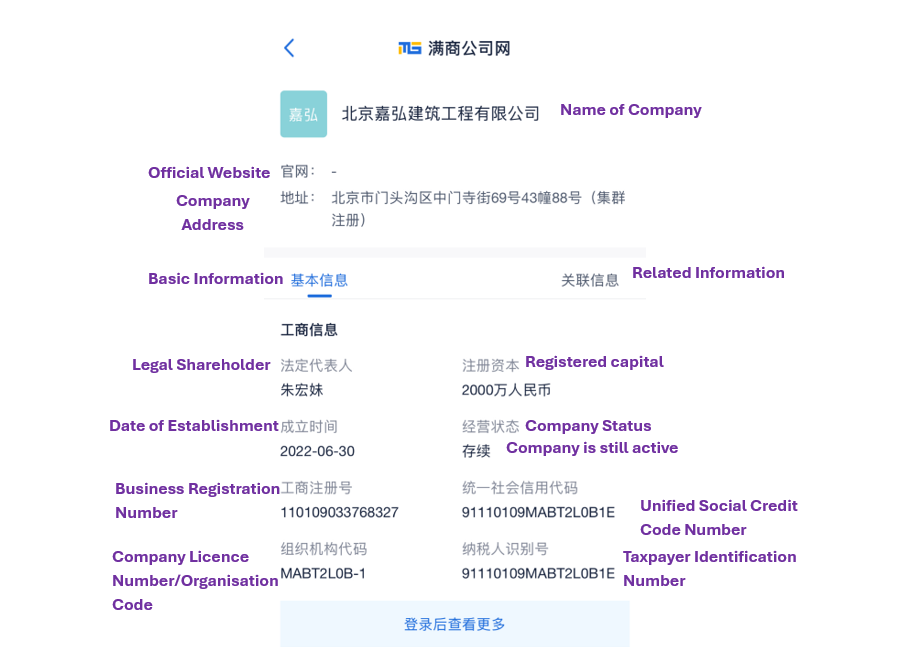 满商公司网
嘉弘
北京嘉弘建筑工程有限公司
Name of Company
Official Website
官网： -
Company
Address
地址： 北京市门头沟区中门寺街69号43幢88号（集群
注册）
Basic Information
基本信息
关联信息
Related Information
工商信息
Legal Shareholder
法定代表人
朱宏妹
注册资本
Registered capital
2000万人民币
Date of Establishment
成立时间
2022-06-30
经营状态
Company Status
存续
Company is still active
Business Registration
Number
工商注册号
110109033768327
统一社会信用代码
91110109MABT2L0B1E
Unified Social Credit
Code Number
Company Licence
Number/Organisation
Code
组织机构代码
MABT2L0B-1
纳税人识别号
91110109MABT2L0B1E
Taxpayer Identification
Number
登录后查看更多